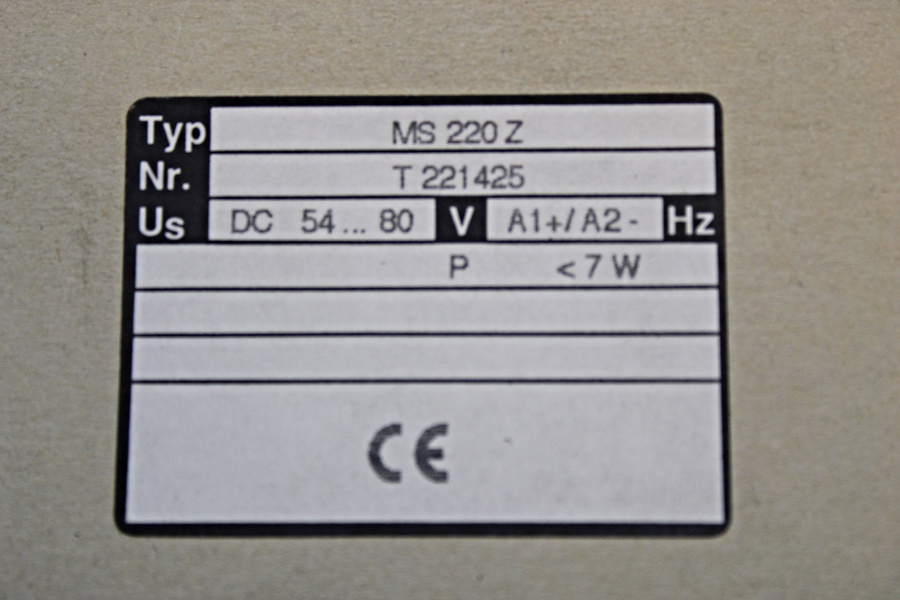 Typ MS 220 Z
Nr. T 221425
Us DC 54... 80 V A1+/A2- Hz
P < 7 W
CE